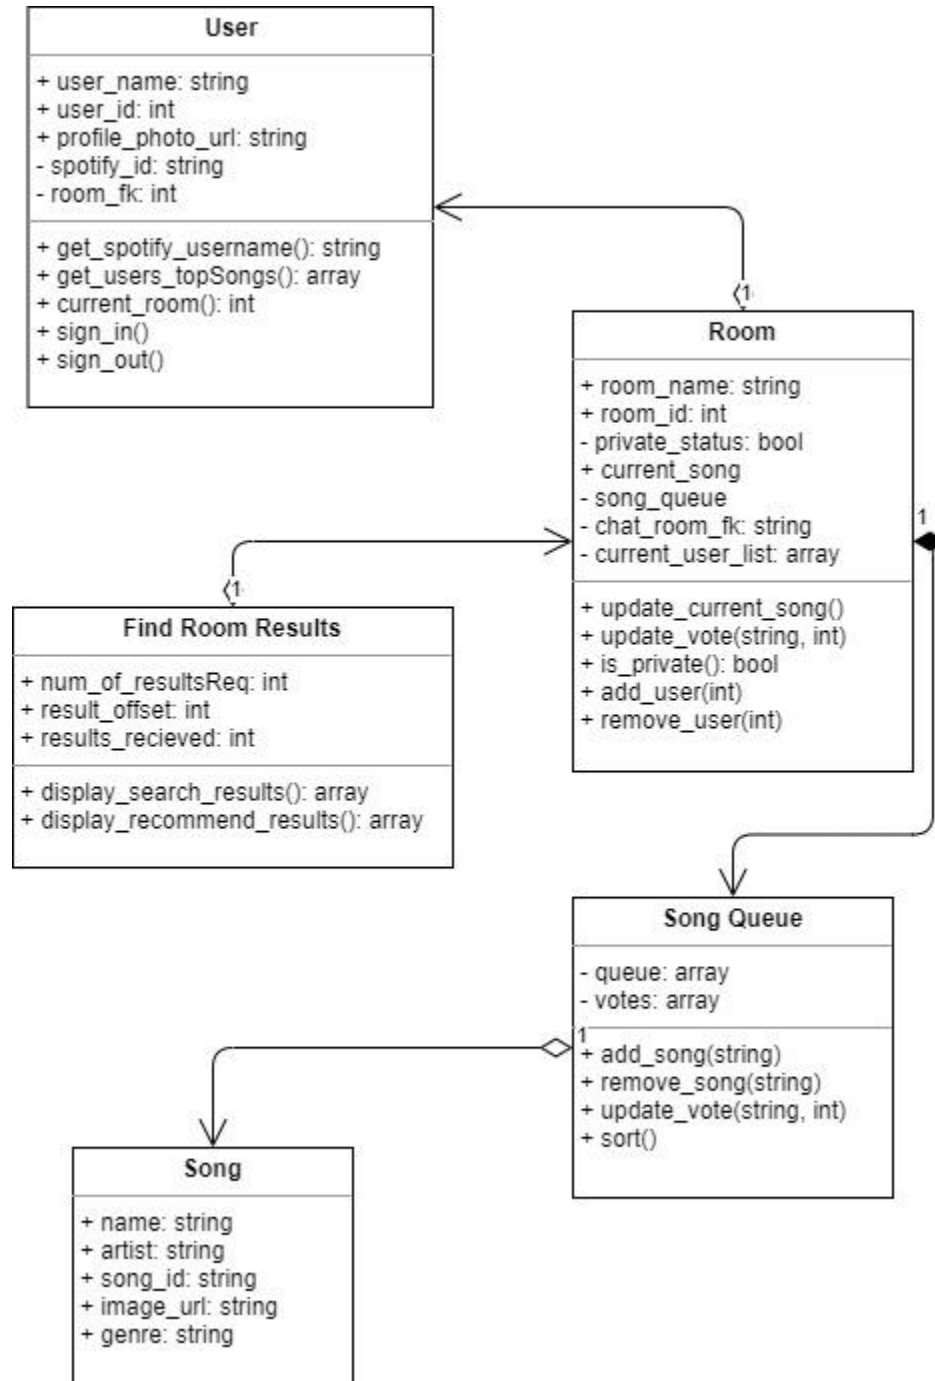 User
+ user_name: string
+ user_id: int
+ profile_photo_url: string
- spotify_id: string
- room_fk: int
+ get_spotify_username(): string
+ get_users_topSongs(): array
+ current_room(): int
+ sign_in()
+ sign_out()
1
Room
+ room_name: string
+ room_id: int
- private_status: bool
+ current_song
- song_queue
- chat_room_fk: string
- current_user_list: array
+ update_current_song()
+ update_vote(string, int)
+ is_private(): bool
+ add_user(int)
+ remove_user(int)
1
1
Find Room Results
+ num_of_resultsReq: int
+ result_offset: int
+ results_recieved: int
+ display_search_results(): array
+ display_recommend_results(): array
Song Queue
- queue: array
- votes: array
1
+ add_song(string)
+ remove_song(string)
+ update_vote(string, int)
+ sort()
Song
+ name: string
+ artist: string
+ song_id: string
+ image_url: string
+ genre: string